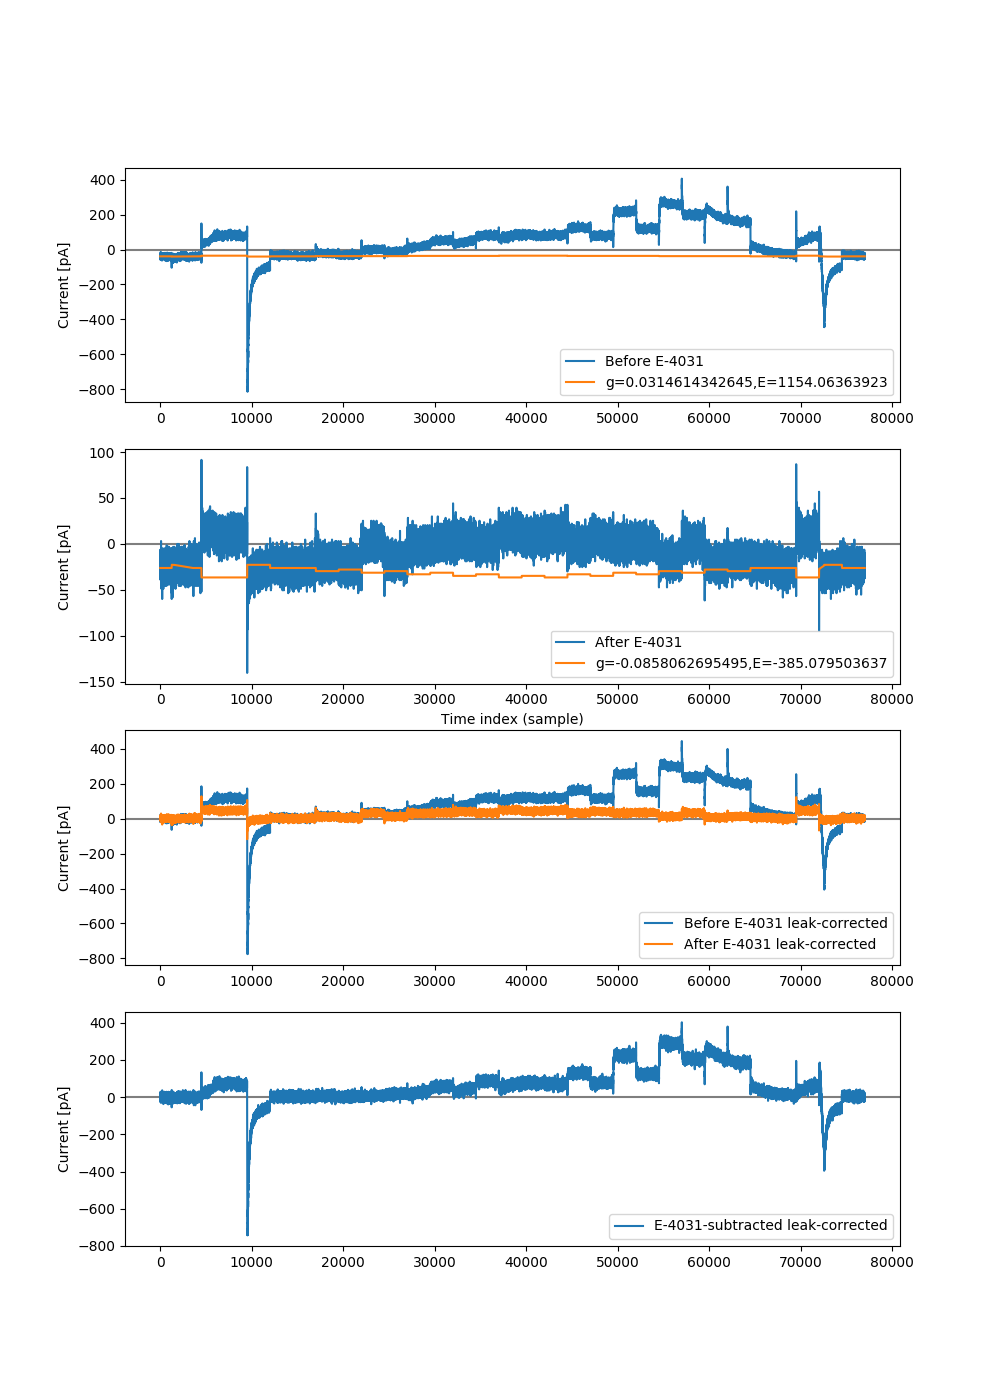 400
200
0
−200
−400
−600
−800
Current [pA]
Before E-4031
g=0.0314614342645,E=1154.06363923
0 10000 20000 30000 40000 50000 60000 70000 80000
100
50
0
−50
−100
−150
Current [pA]
After E-4031
g=-0.0858062695495,E=-385.079503637
0 10000 20000 30000 40000 50000 60000 70000 80000
Time index (sample)
400
200
0
−200
−400
−600
−800
Current [pA]
Before E-4031 leak-corrected
After E-4031 leak-corrected
0 10000 20000 30000 40000 50000 60000 70000 80000
400
200
0
−200
−400
−600
−800
Current [pA]
E-4031-subtracted leak-corrected
0 10000 20000 30000 40000 50000 60000 70000 80000